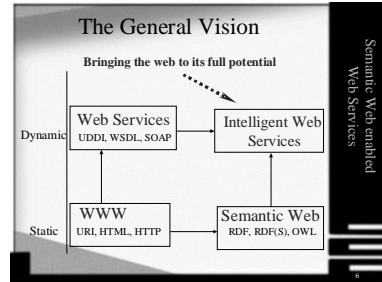 The General Vision
Bringing the web to its full potential
Dynamic
Web Services
UDDI, WSDL, SOAP
Intelligent Web
Services
Static
WWW
URI, HTML, HTTP
Semantic Web
RDF, RDF(S), OWL
Semantic Web enabled
Web Services
6